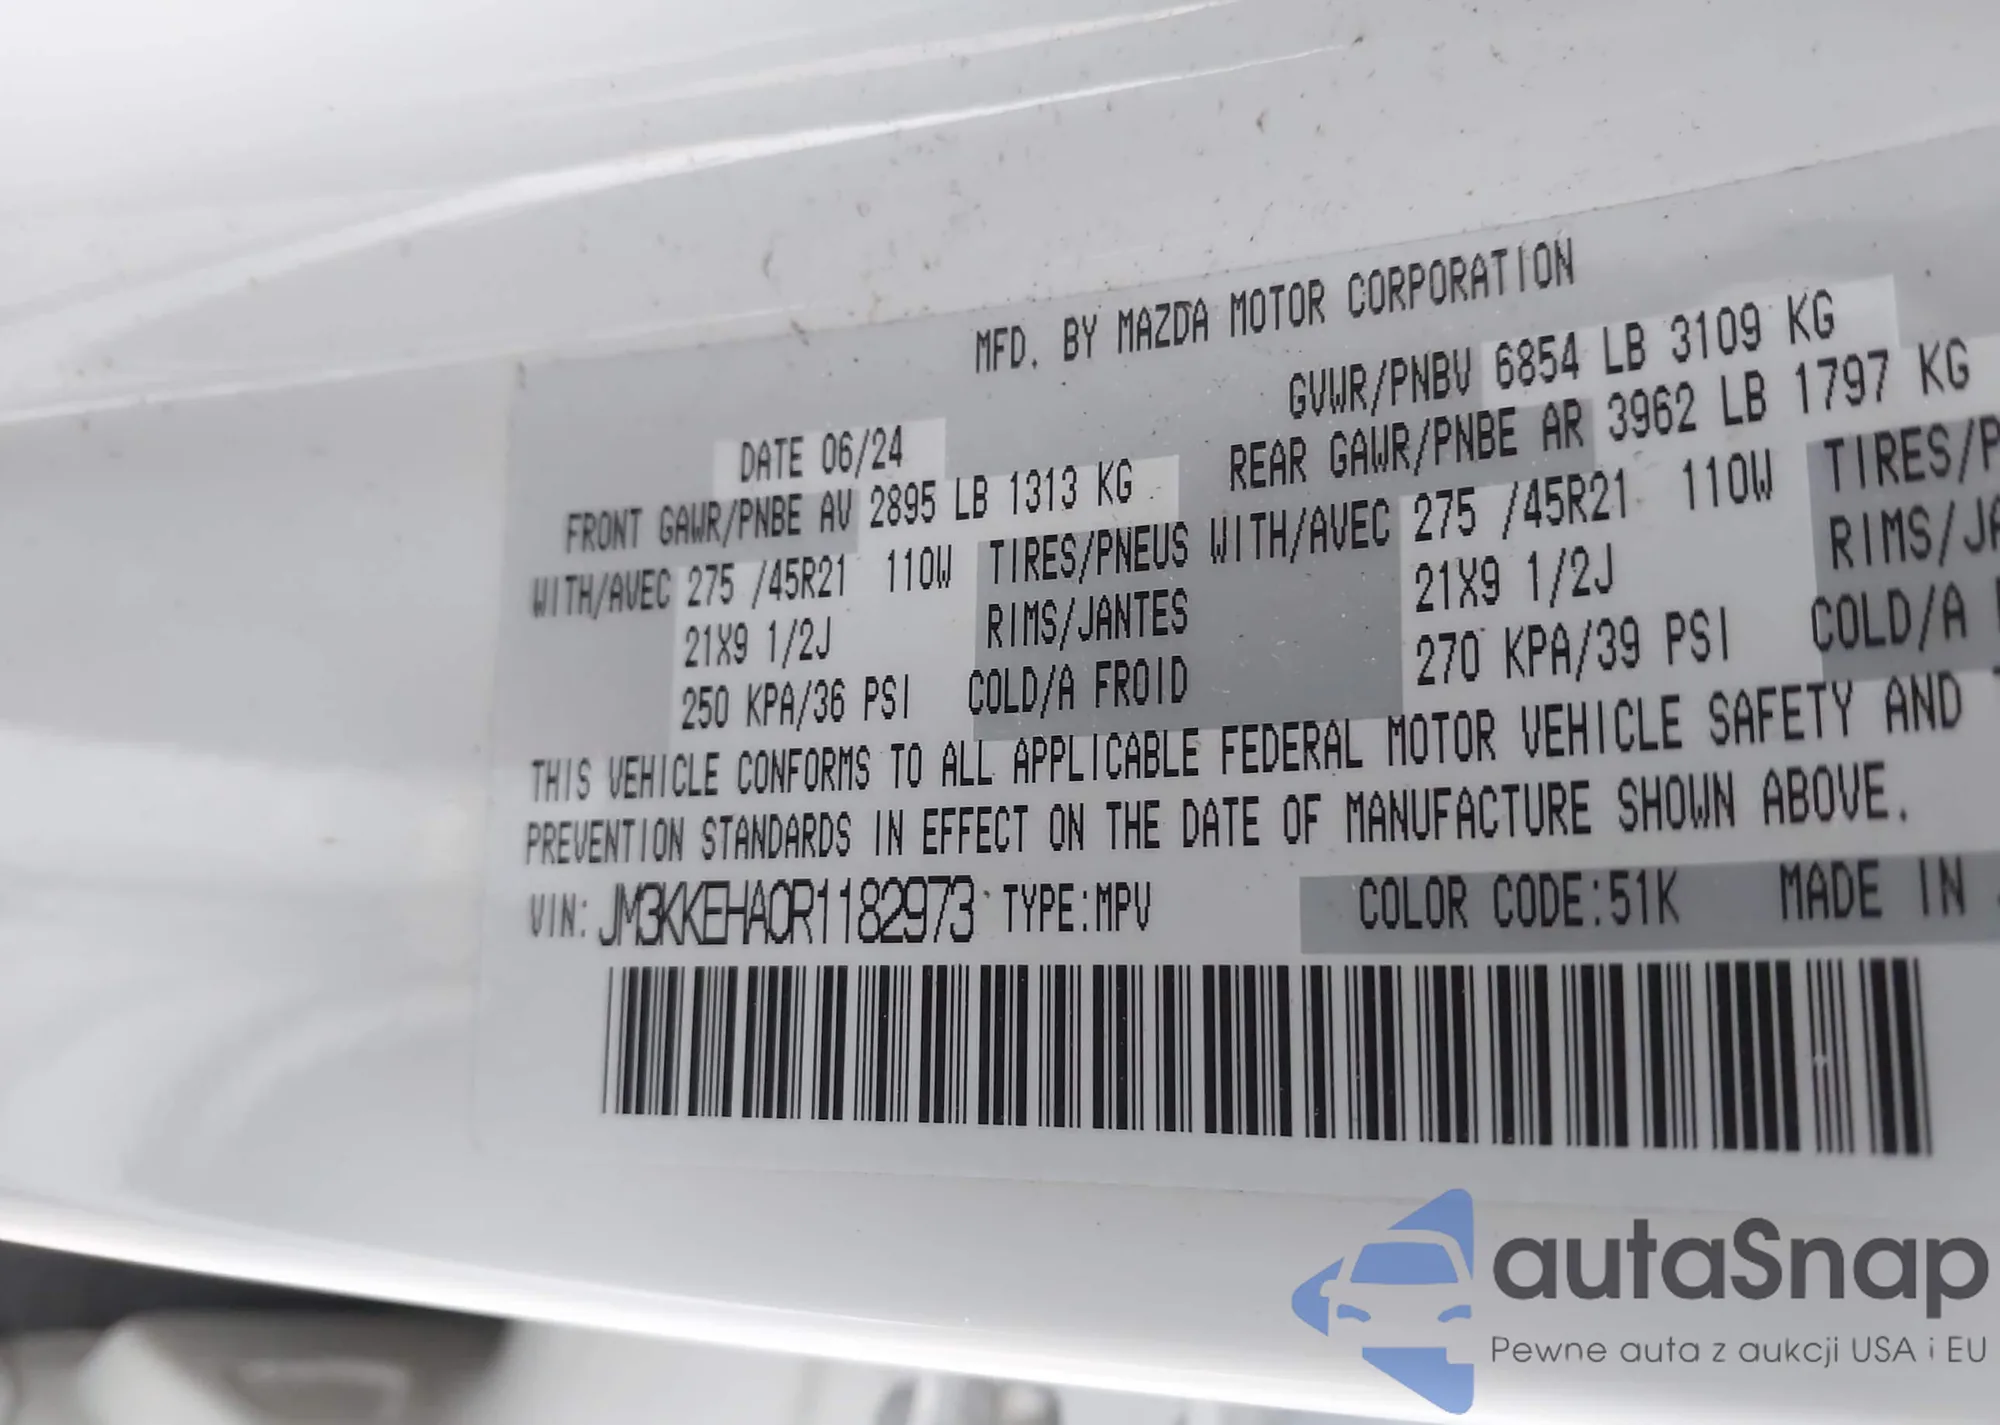 MFD. BY MAZDA MOTOR CORPORATION
DATE 06/24 GVWR/PNBV 6854 LB 3109 KG
FRONT GAWR/PNBE AV 2895 LB 1313 KG REAR GAWR/PNBE AR 3962 LB 1797 KG
WITH/AVEC 275 /45R21 110W TIRES/PNEUS WITH/AVEC 275 /45R21 110W TIRES/P
21X9 1/2J RIMS/JANTES 21X9 1/2J RIMS/JA
250 KPA/36 PSI COLD/A FROID 270 KPA/39 PSI COLD/A
THIS VEHICLE CONFORMS TO ALL APPLICABLE FEDERAL MOTOR VEHICLE SAFETY AND
PREVENTION STANDARDS IN EFFECT ON THE DATE OF MANUFACTURE SHOWN ABOVE.
VIN: JM3KKEHA0R1182973 TYPE:MPV COLOR CODE:51K MADE IN
autaSnap
Pewne auta z aukcji USA i EU